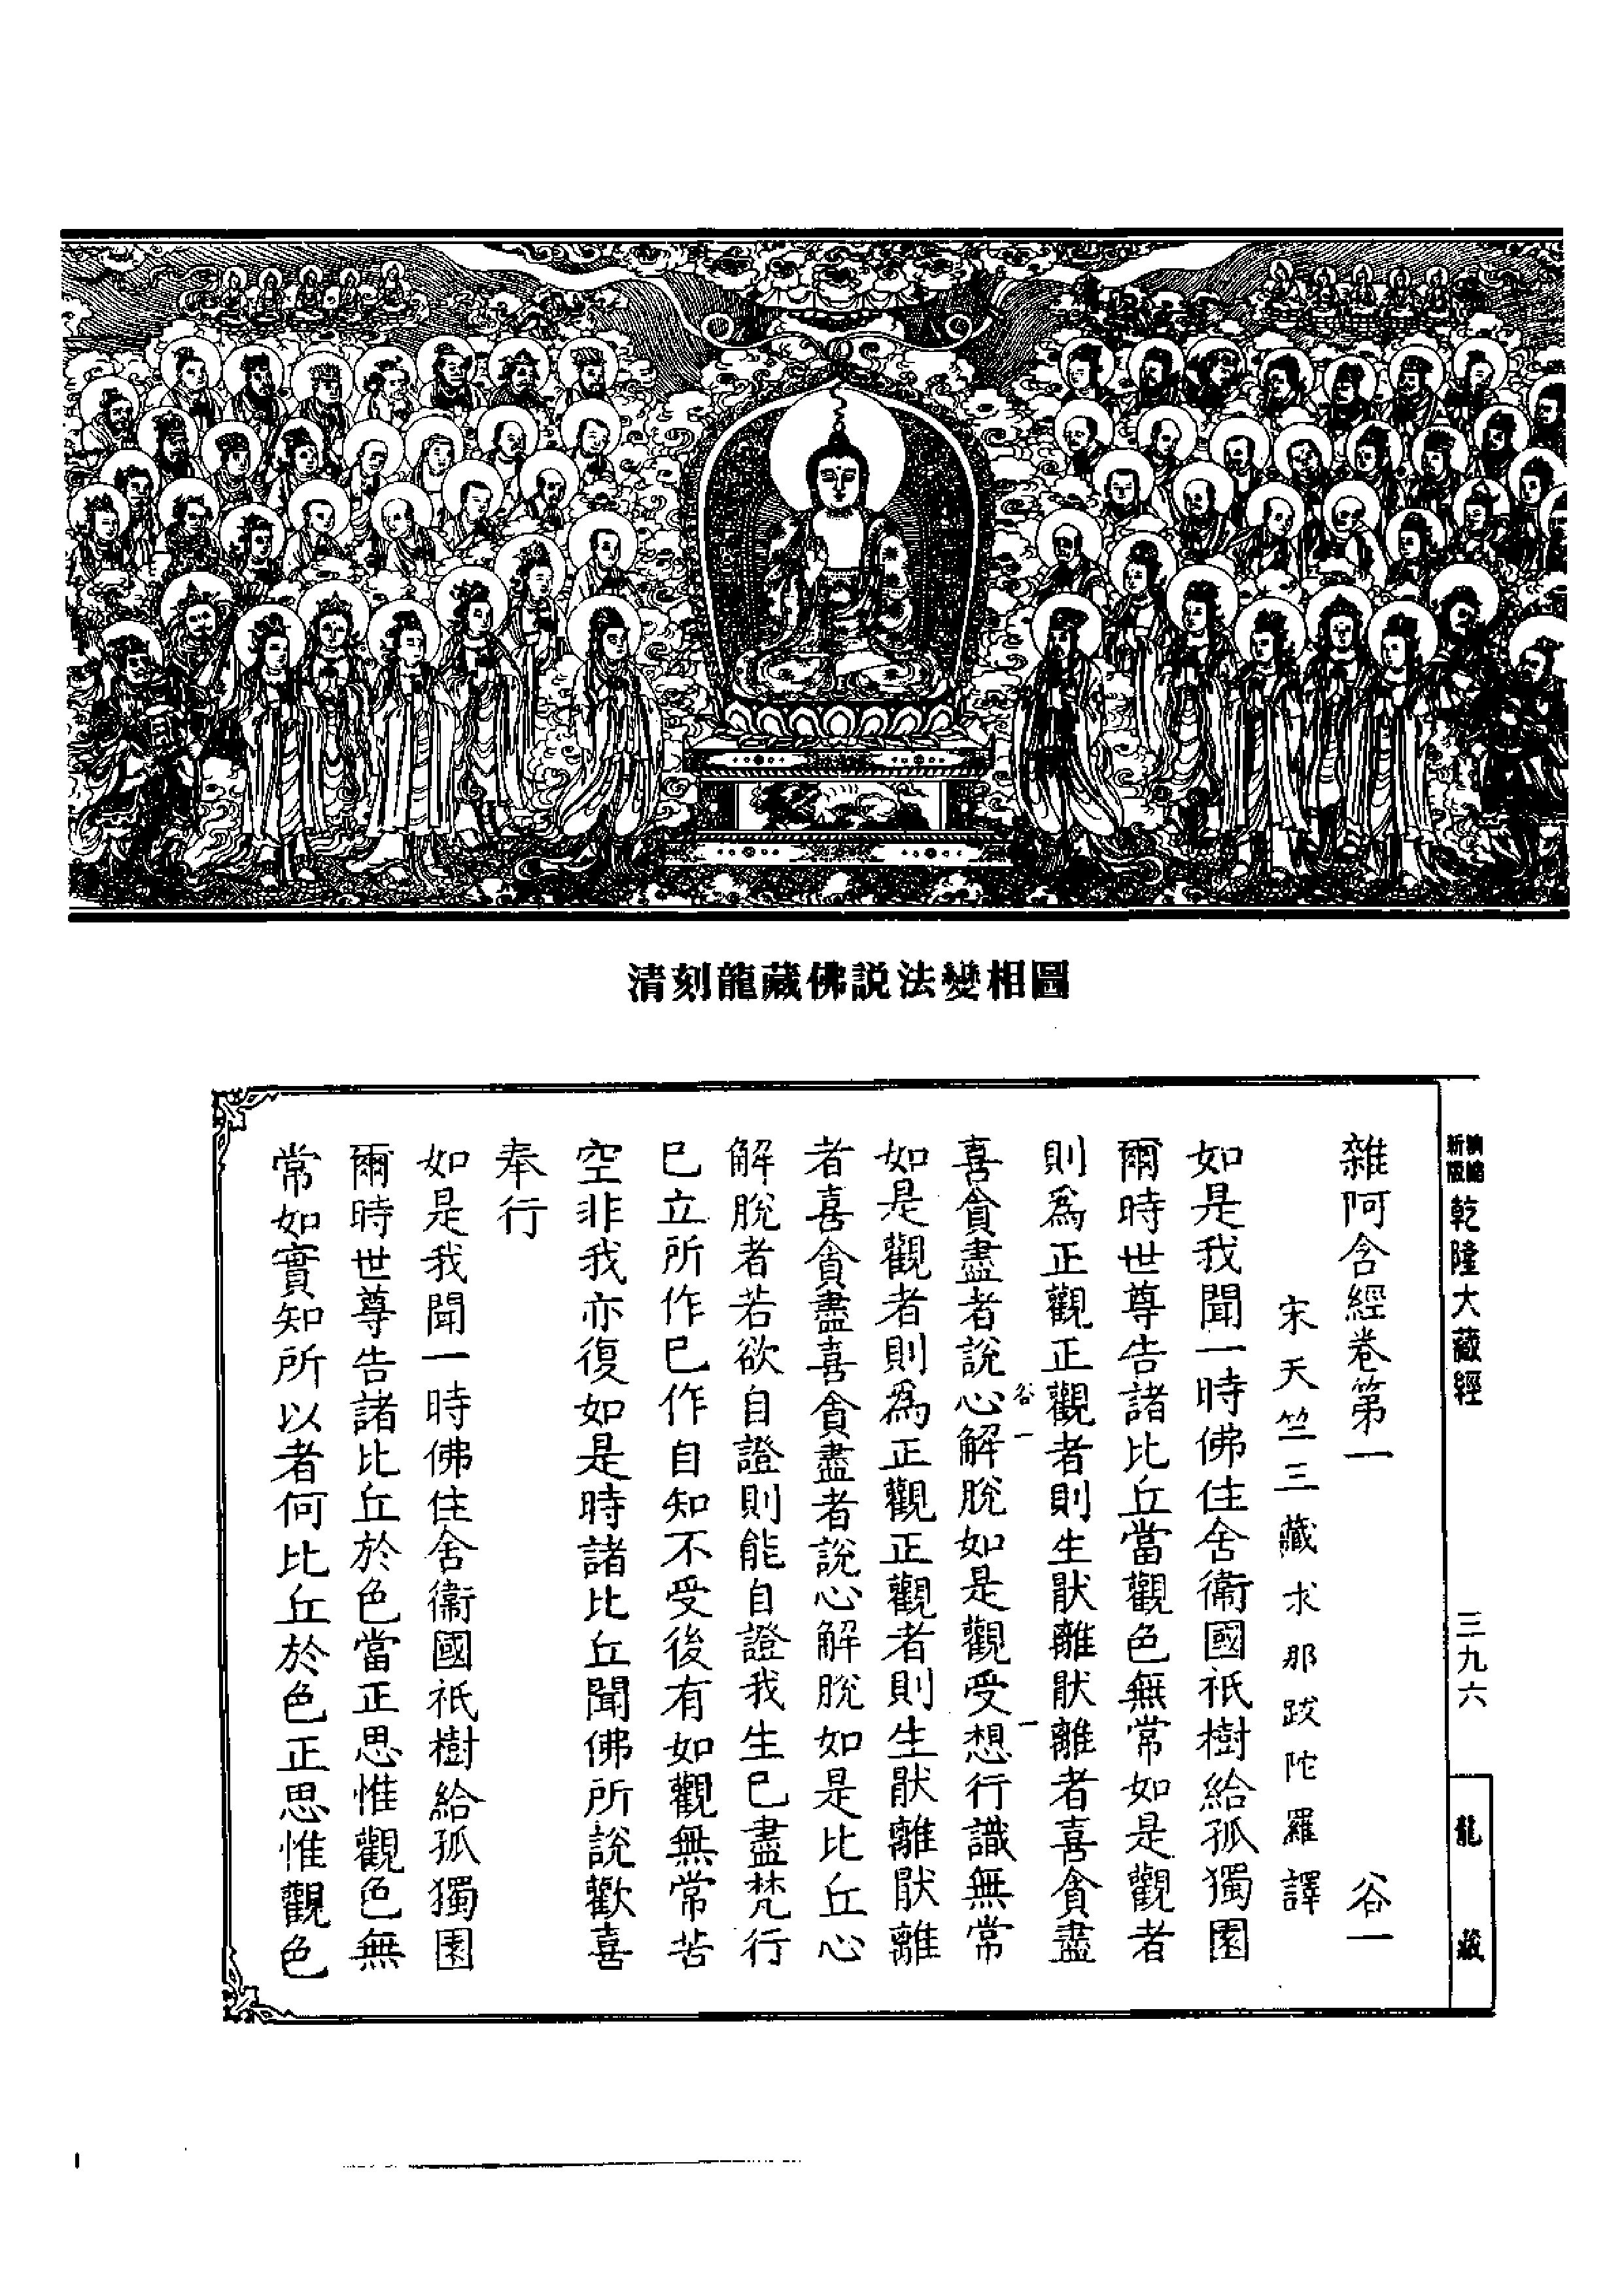 清刻龍藏佛説法變相圖
新版
精縮
乾隆大藏經
三九六
龍藏
雜阿含經卷第一 谷一
宋天竺三藏求那跋陀羅譯
如是我聞一時佛住舍衞國祇樹給孤獨園
爾時世尊告諸比丘當觀色無常如是觀者
則爲正觀正觀者則生猒離猒離者喜貪盡
谷一 一
喜貪盡者說心解脫如是觀受想行識無常
如是觀者則爲正觀正觀者則生猒離猒離
者喜貪盡喜貪盡者說心解脫如是比丘心
解脫者若欲自證則能自證我生已盡梵行
已立所作已作自知不受後有如觀無常苦
空非我亦復如是時諸比丘聞佛所說歡喜
奉行
如是我聞一時佛住舍衞國祇樹給孤獨園
爾時世尊告諸比丘於色當正思惟觀色無
常如實知所以者何比丘於色正思惟觀色